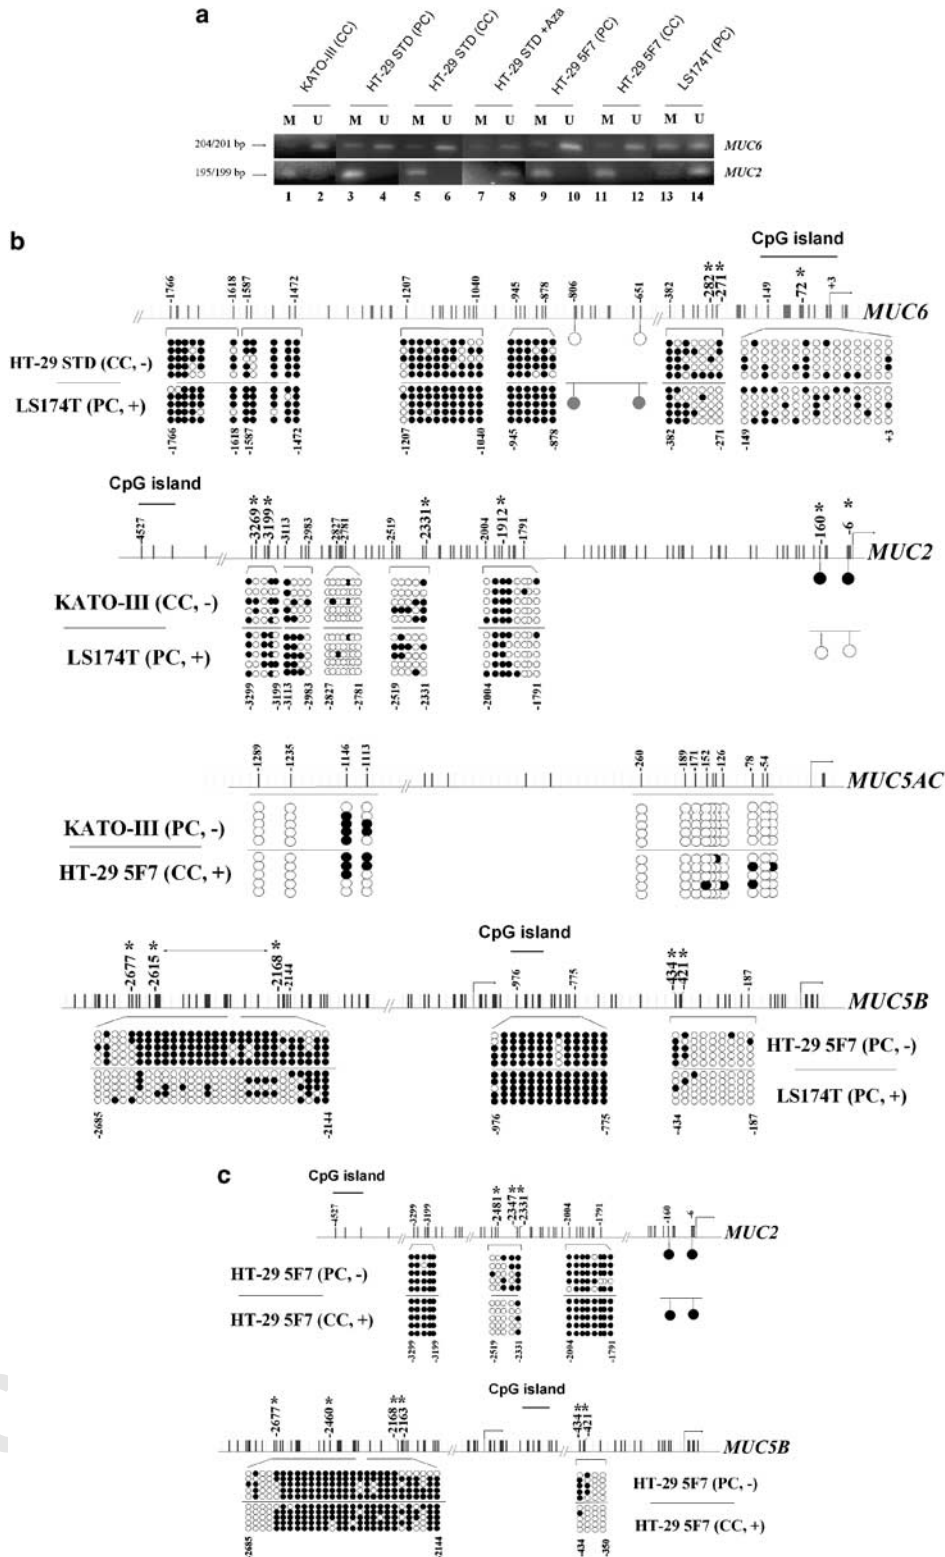 a
KATO-III (CC)
HT-29 STD (PC)
HT-29 STD (CC)
HT-29 STD +Aza
HT-29 5F7 (PC)
HT-29 5F7 (CC)
LS174T (PC)
M U M U M U M U M U M U M U
204/201 bp MUC6
195/199 bp MUC2
1 2 3 4 5 6 7 8 9 10 11 12 13 14
b
CpG island
-1766 -1618 -1587 -1472 -1207 -1040 -945 -878 -806 -651 -382 -282* -271* -149 -72* +3
MUC6
HT-29 STD (CC, -)
LS174T (PC, +)
-1766 -1618 -1587 -1472 -1207 -1040 -945 -878 -382 -271 -149 +3
CpG island
-4527 -3269* -3199* -3113 -2983 -2827 -2781 -2519 -2331* -2004 -1912* -1791 -160* -6*
MUC2
KATO-III (CC, -)
LS174T (PC, +)
-3299 -3199 -3113 -2983 -2827 -2781 -2519 -2331 -2004 -1791
-1289 -1235 -1146 -1113 -260 -189 -171 -152 -126 -78 -54
MUC5AC
KATO-III (PC, -)
HT-29 5F7 (CC, +)
CpG island
-2677* -2615* -2168* -2144 -976 -775 -434* -421* -187
MUC5B
HT-29 5F7 (PC, -)
LS174T (PC, +)
-2685 -2144 -976 -775 -434 -187
c
CpG island
-4527 -3299 -3199 -2481* -2347* -2331* -2004 -1791 -160 -6
MUC2
HT-29 5F7 (PC, -)
HT-29 5F7 (CC, +)
-3299 -3199 -2519 -2331 -2004 -1791
CpG island
-2677* -2460* -2168* -2163* -434* -421*
MUC5B
HT-29 5F7 (PC, -)
HT-29 5F7 (CC, +)
-2685 -2144 -434 -350